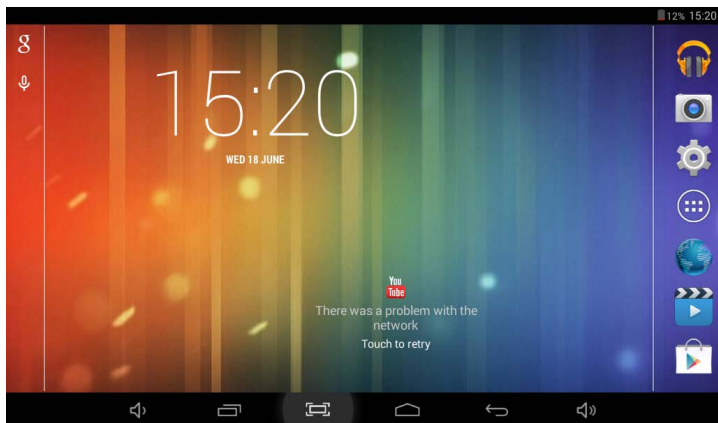 12% 15:20
g
15:20
WED 18 JUNE
You
Tube
There was a problem with the
network
Touch to retry